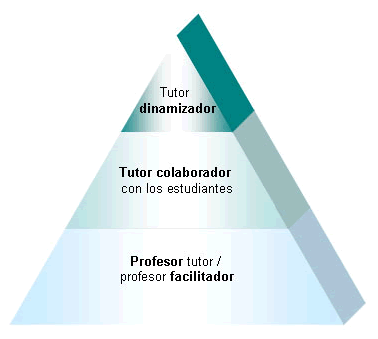 Tutor
dinamizador
Tutor colaborador
con los estudiantes
Profesor tutor /
profesor facilitador